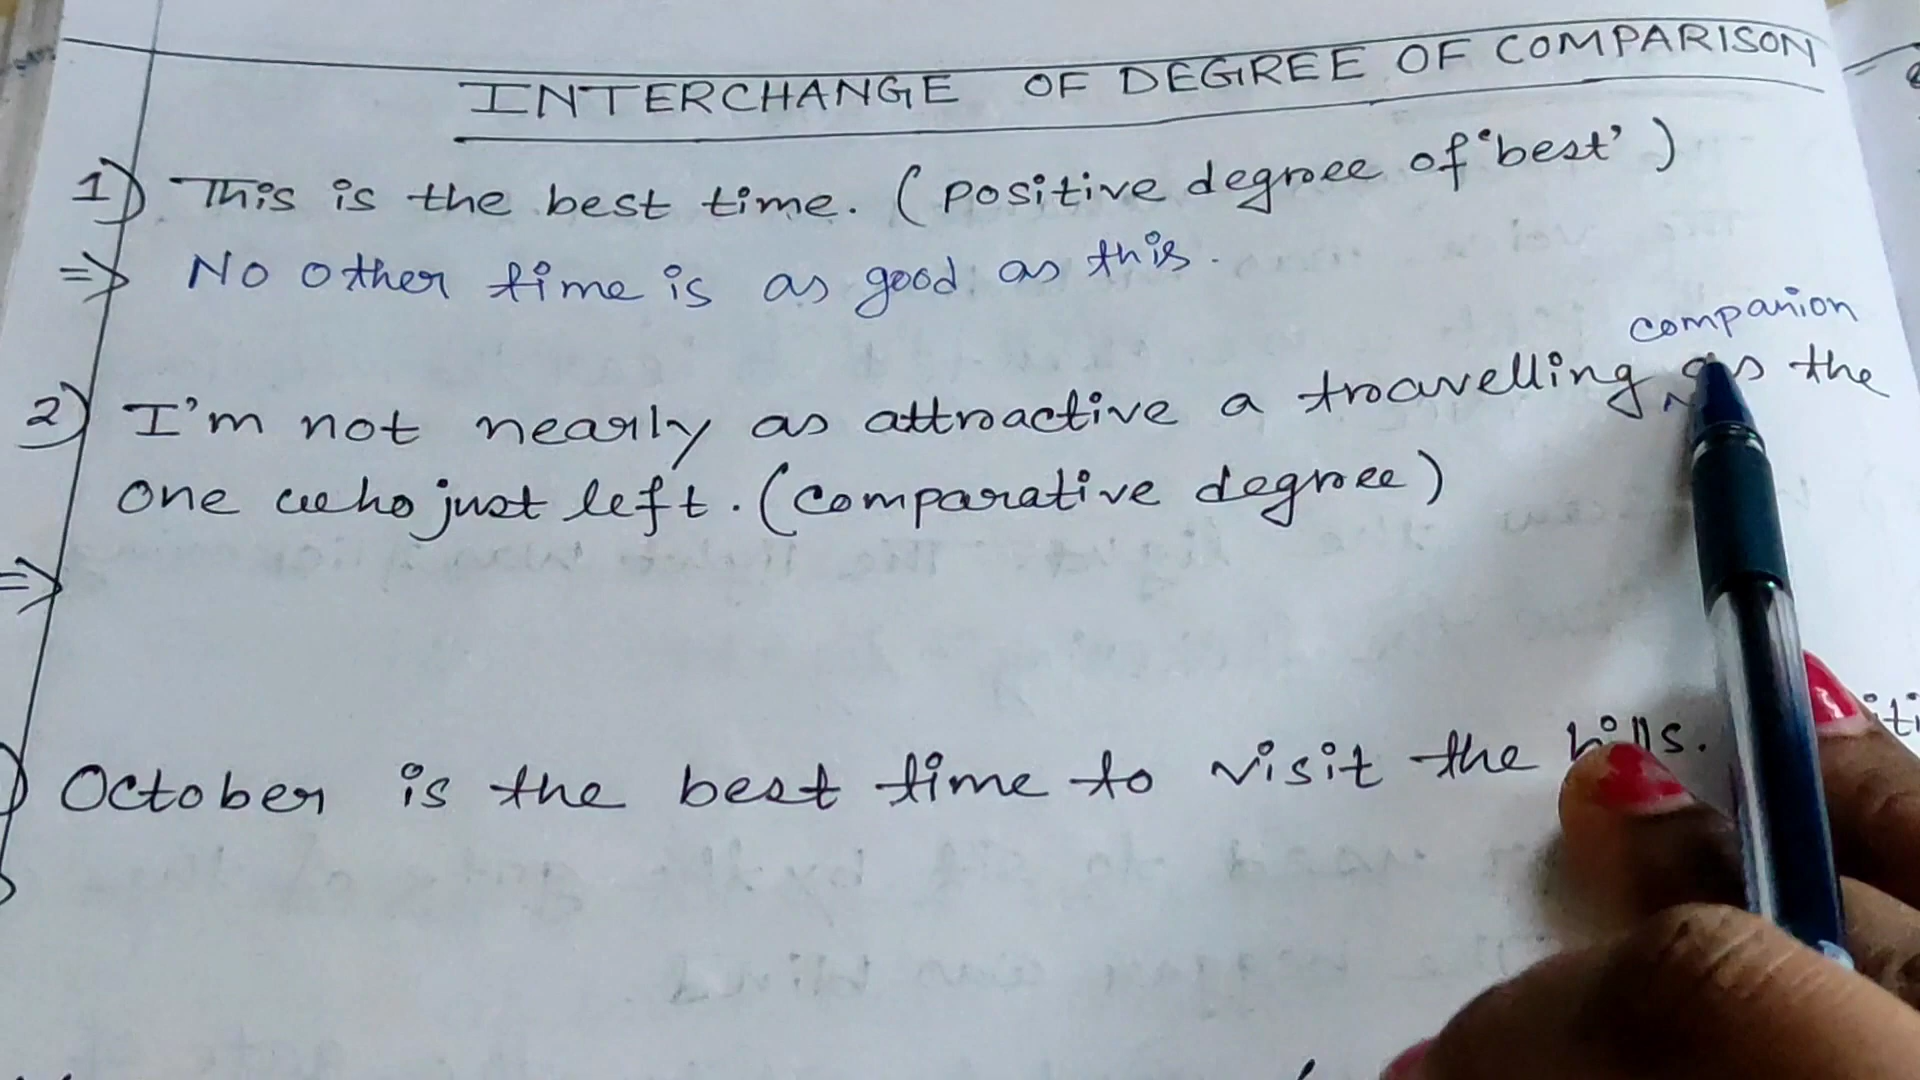 INTERCHANGE OF DEGREE OF COMPARISON
1) This is the best time. (positive degree of 'best')
⇒ No other time is as good as this.
companion
2) I'm not nearly as attractive a travelling as the
one who just left. (comparative degree)
⇒
October is the best time to visit the hills.